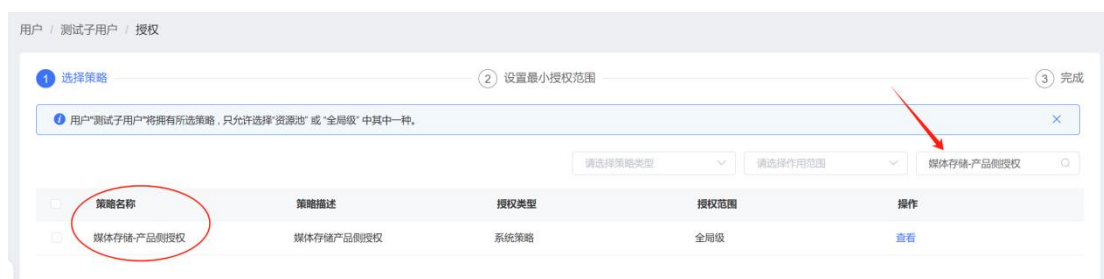 用户 / 测试子用户 / 授权
1 选择策略 2 设置最小授权范围 3 完成
用户"测试子用户"将拥有所选策略，只允许选择"资源池" 或 "全局级" 中其中一种。
请选择策略类型 请选择作用范围 媒体存储-产品侧授权
策略名称 策略描述 授权类型 授权范围 操作
媒体存储-产品侧授权 媒体存储产品侧授权 系统策略 全局级 查看